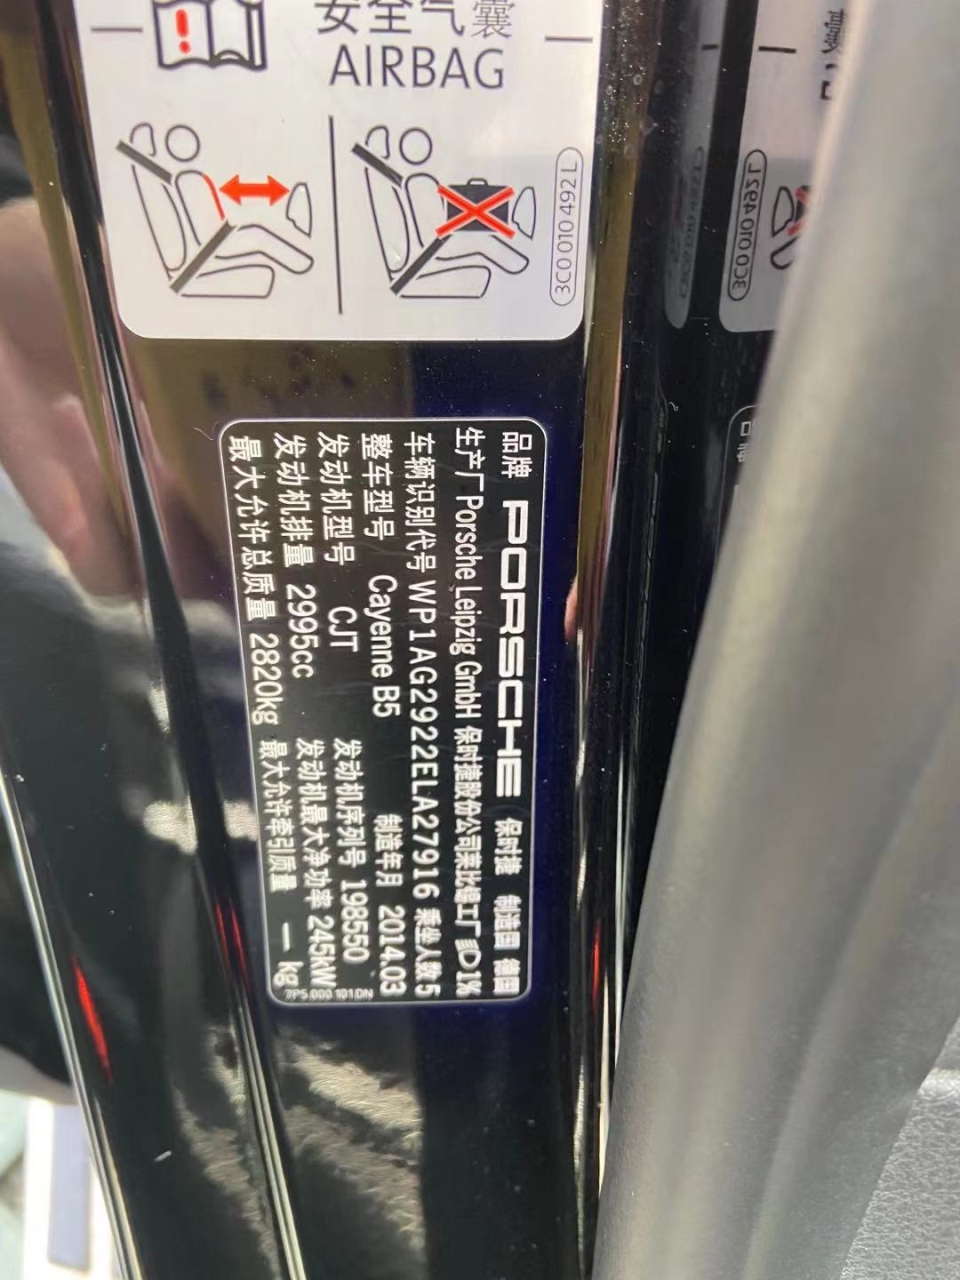 安全气囊
AIRBAG
3C0 010 492 L
品牌 PORSCHE 保时捷 制造国 德国
生产厂 Porsche Leipzig GmbH 保时捷股份公司莱比锡工厂 1%
车辆识别代号 WP1AG2922ELA27916 乘坐人数 5
整车型号 Cayenne B5 制造年月 2014.03
发动机型号 CJT 发动机序列号 198550
发动机排量 2995cc 发动机最大净功率 245kW
最大允许总质量 2820kg 最大允许牵引质量 — kg
7P5.000.101.DN
3C0 010 492 L